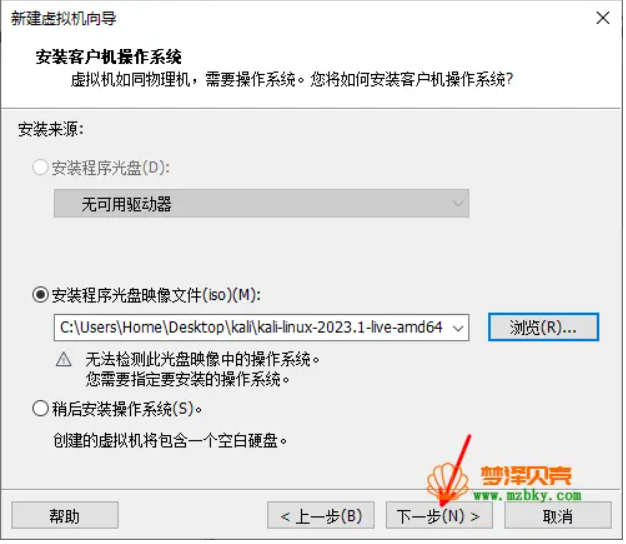 新建虚拟机向导
安装客户机操作系统
虚拟机如同物理机，需要操作系统。您将如何安装客户机操作系统?
安装来源:
安装程序光盘(D):
无可用驱动器
安装程序光盘映像文件(iso)(M):
C:\Users\Home\Desktop\kali\kali-linux-2023.1-live-amd64
浏览(R)...
无法检测此光盘映像中的操作系统。
您需要指定要安装的操作系统。
稍后安装操作系统(S)。
创建的虚拟机将包含一个空白硬盘。
梦泽贝壳
www.mzbky.com
帮助
< 上一步(B)
下一步(N) >
取消